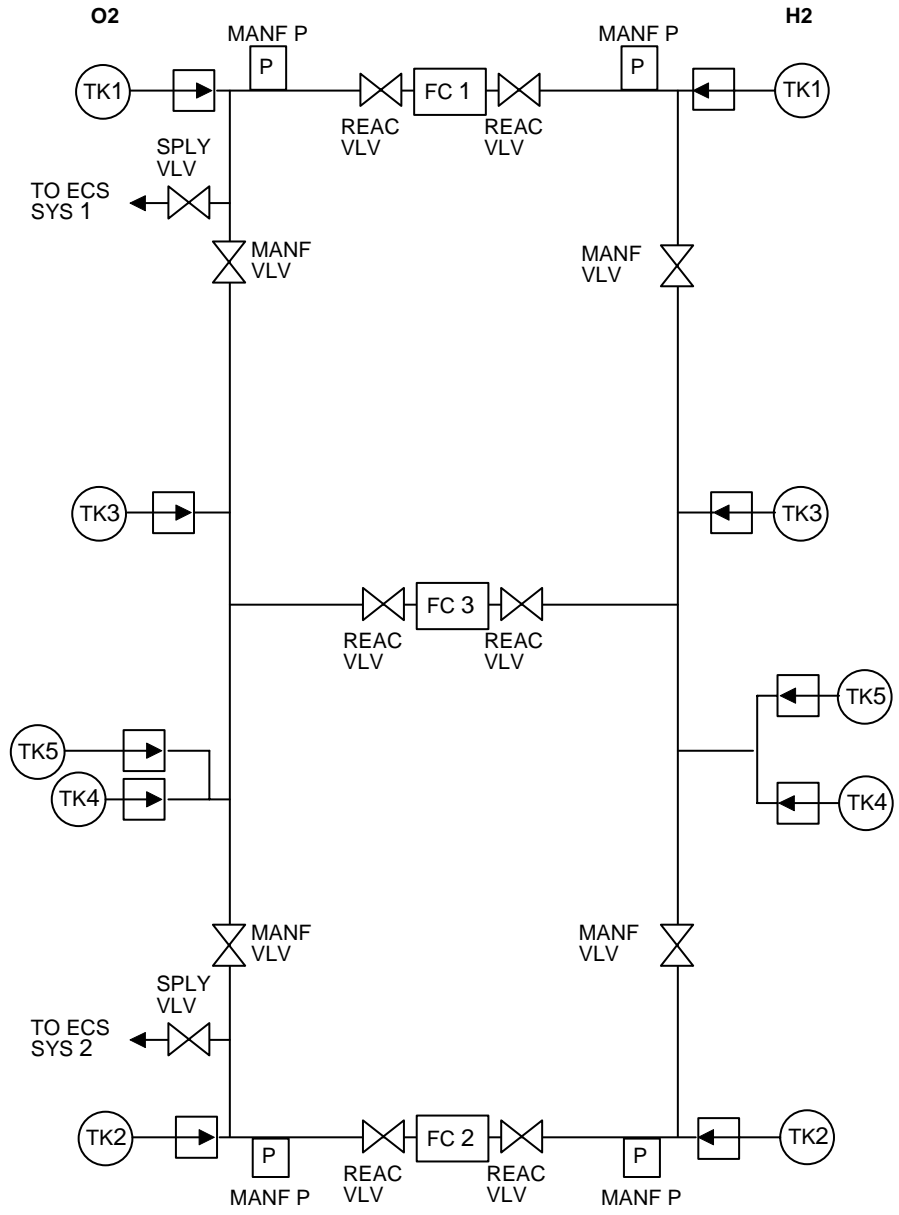 O2
H2
MANF P
MANF P
P
P
TK1
FC 1
TK1
REAC
VLV
REAC
VLV
SPLY
VLV
TO ECS
SYS 1
MANF
VLV
MANF
VLV
TK3
TK3
FC 3
REAC
VLV
REAC
VLV
TK5
TK5
TK4
TK4
MANF
VLV
MANF
VLV
SPLY
VLV
TO ECS
SYS 2
TK2
FC 2
TK2
P
P
REAC
VLV
REAC
VLV
MANF P
MANF P